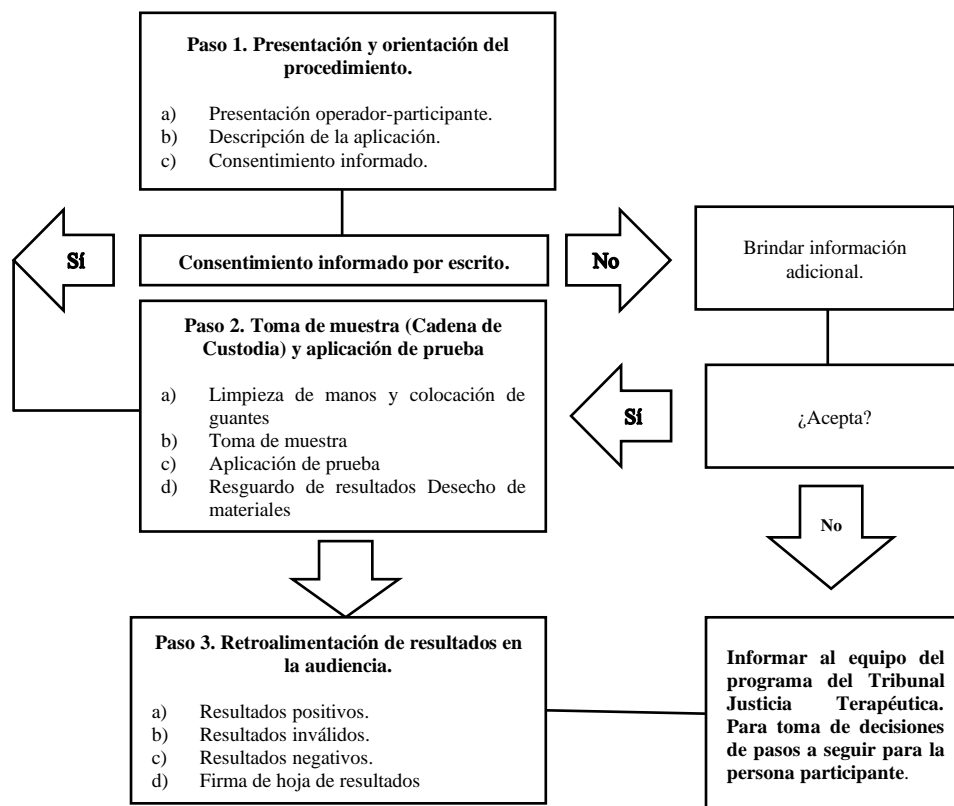 Paso 1. Presentación y orientación del
procedimiento.
a) Presentación operador-participante.
b) Descripción de la aplicación.
c) Consentimiento informado.
Sí
Consentimiento informado por escrito.
No
Brindar información
adicional.
Paso 2. Toma de muestra (Cadena de
Custodia) y aplicación de prueba
a) Limpieza de manos y colocación de
guantes
b) Toma de muestra
c) Aplicación de prueba
d) Resguardo de resultados Desecho de
materiales
Sí
¿Acepta?
No
Paso 3. Retroalimentación de resultados en
la audiencia.
a) Resultados positivos.
b) Resultados inválidos.
c) Resultados negativos.
d) Firma de hoja de resultados
Informar al equipo del
programa del Tribunal
Justicia Terapéutica.
Para toma de decisiones
de pasos a seguir para la
persona participante.